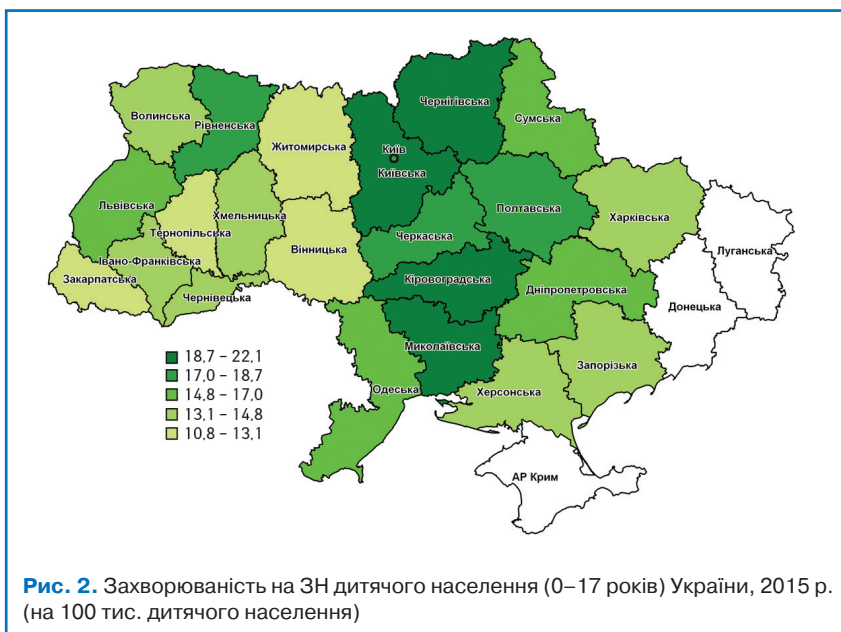 Чернігівська
Волинська
Рівненська
Сумська
Житомирська
Київ
Київська
Львівська
Хмельницька
Полтавська
Харківська
Тернопільська
Черкаська
Вінницька
Луганська
Івано-Франківська
Закарпатська
Кіровоградська
Дніпропетровська
Чернівецька
Донецька
Миколаївська
18,7 – 22,1
17,0 – 18,7
14,8 – 17,0
13,1 – 14,8
10,8 – 13,1
Запорізька
Одеська
Херсонська
АР Крим
Рис. 2. Захворюваність на ЗН дитячого населення (0–17 років) України, 2015 р.
(на 100 тис. дитячого населення)